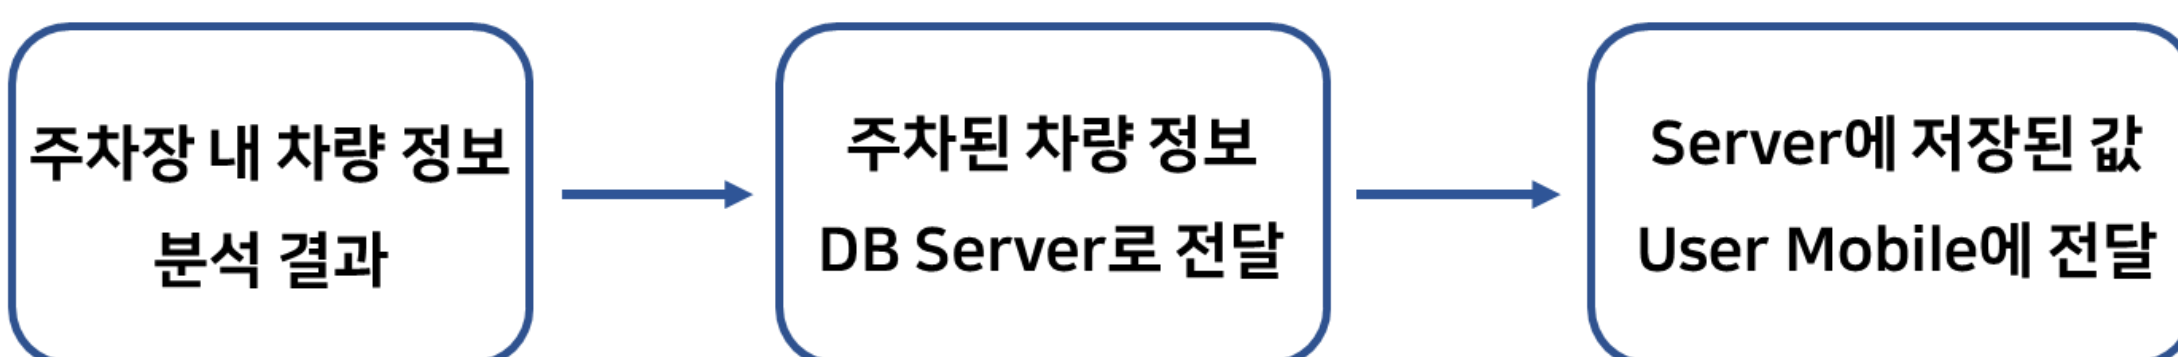 주차장 내 차량 정보
분석 결과
주차된 차량 정보
DB Server로 전달
Server에 저장된 값
User Mobile에 전달